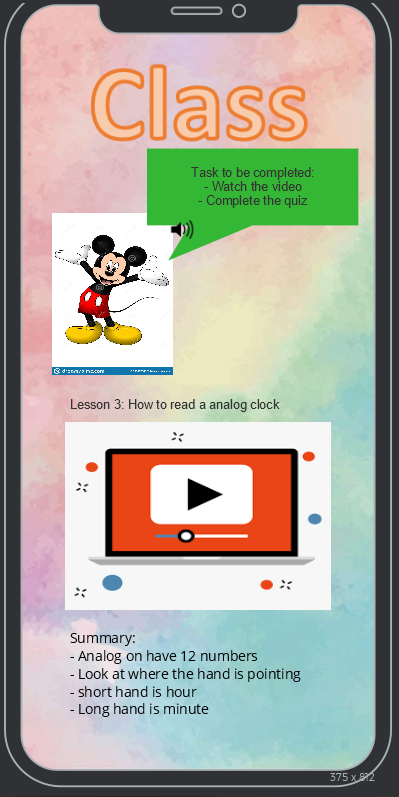 Class
Task to be completed:
- Watch the video
- Complete the quiz
Lesson 3: How to read a analog clock
Summary:
- Analog on have 12 numbers
- Look at where the hand is pointing
- short hand is hour
- Long hand is minute
375 x 812